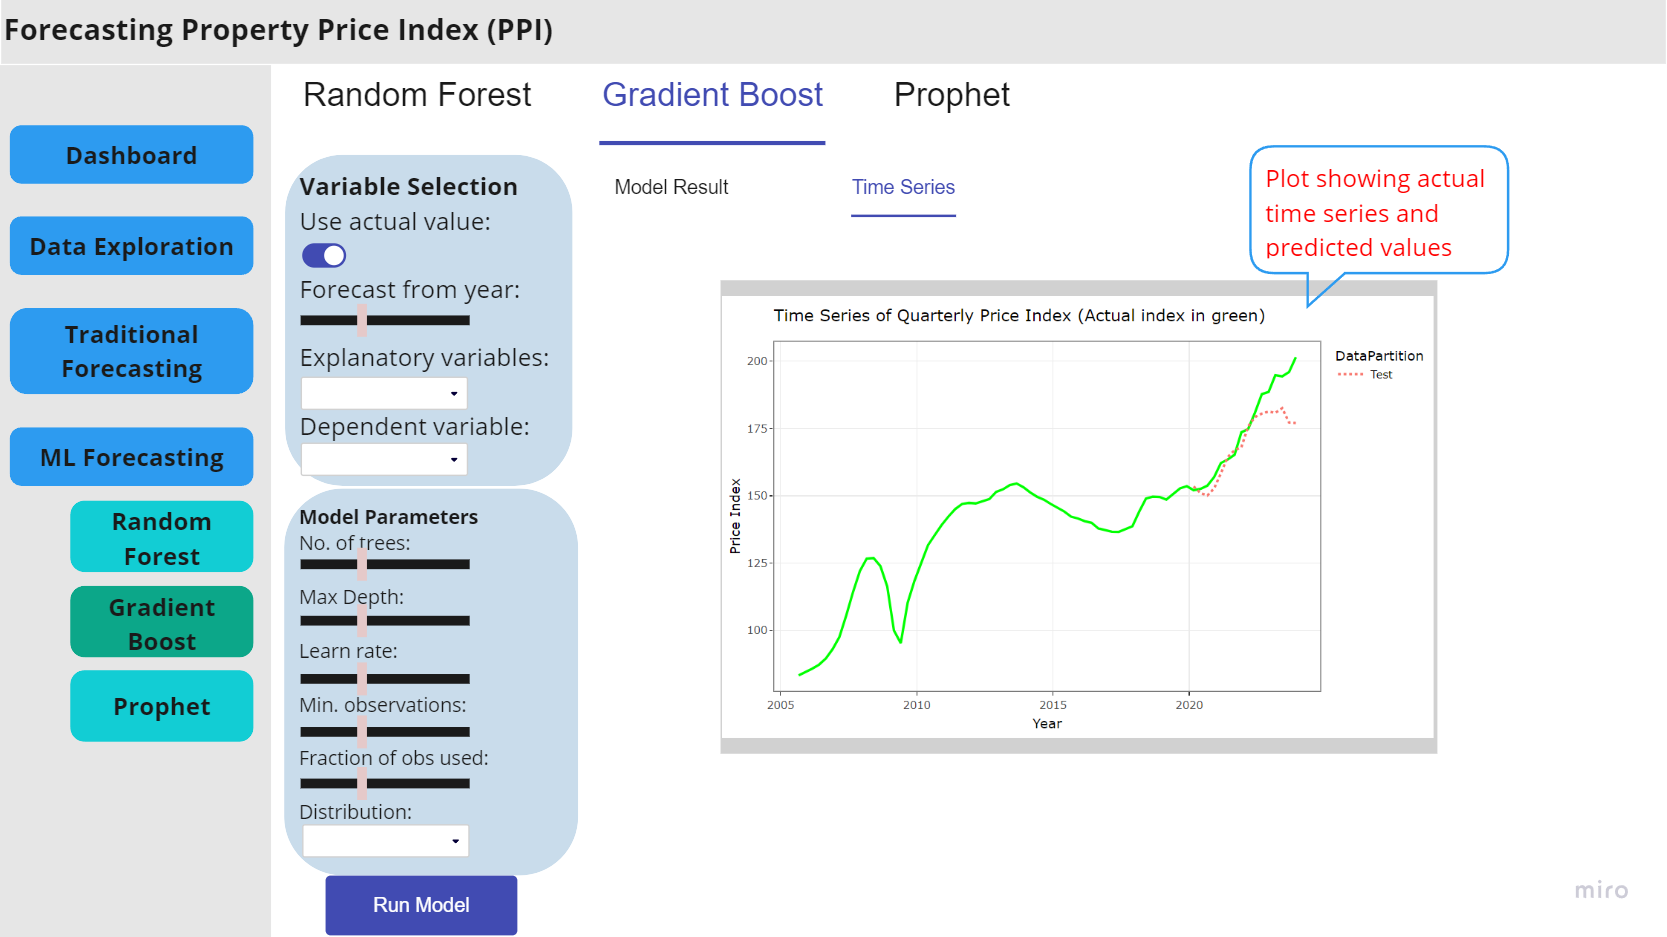 Forecasting Property Price Index (PPI)
Random Forest
Gradient Boost
Prophet
Dashboard
Data Exploration
Traditional
Forecasting
ML Forecasting
Random
Forest
Gradient
Boost
Prophet
Variable Selection
Use actual value:
Forecast from year:
Explanatory variables:
Dependent variable:
Model Parameters
No. of trees:
Max Depth:
Learn rate:
Min. observations:
Fraction of obs used:
Distribution:
Run Model
Model Result
Time Series
Plot showing actual
time series and
predicted values
Time Series of Quarterly Price Index (Actual index in green)
DataPartition
Test
Price Index
200
175
150
125
100
2005
2010
2015
2020
Year
miro